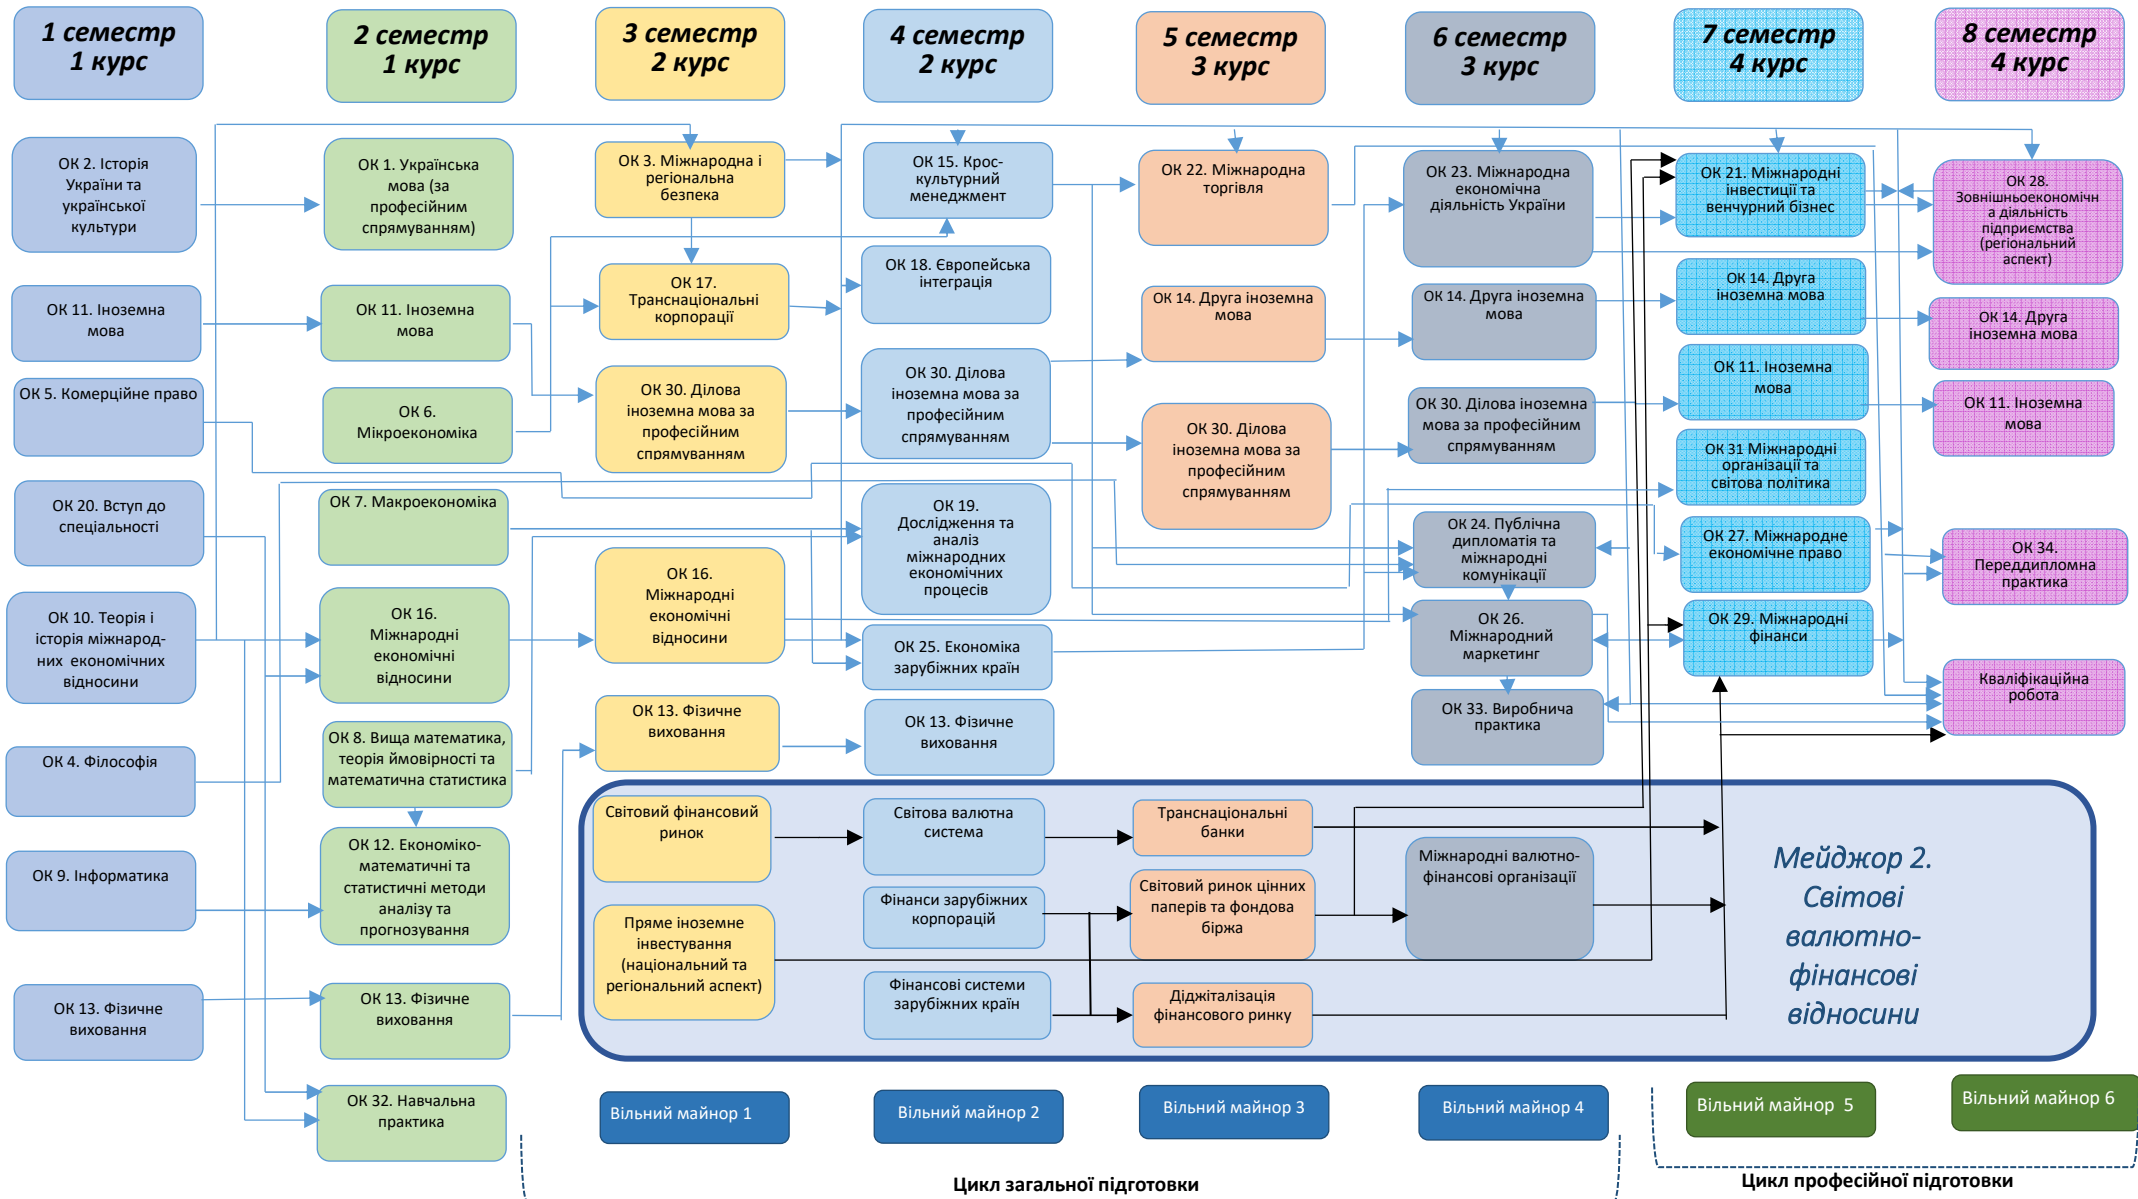 1 семестр
1 курс
2 семестр
1 курс
3 семестр
2 курс
4 семестр
2 курс
5 семестр
3 курс
6 семестр
3 курс
7 семестр
4 курс
8 семестр
4 курс
ОК 2. Історія
України та
української
культури
ОК 11. Іноземна
мова
ОК 5. Комерційне право
ОК 20. Вступ до
спеціальності
ОК 10. Теорія і
історія міжнарод-
них економічних
відносини
ОК 4. Філософія
ОК 9. Інформатика
ОК 13. Фізичне
виховання
ОК 1. Українська
мова (за
професійним
спрямуванням)
ОК 11. Іноземна
мова
ОК 6.
Мікроекономіка
ОК 7. Макроекономіка
ОК 16.
Міжнародні
економічні
відносини
ОК 8. Вища математика,
теорія ймовірності та
математична статистика
ОК 12. Економіко-
математичні та
статистичні методи
аналізу та
прогнозування
ОК 13. Фізичне
виховання
ОК 32. Навчальна
практика
ОК 3. Міжнародна і
регіональна
безпека
ОК 17.
Транснаціональні
корпорації
ОК 30. Ділова
іноземна мова за
професійним
спрямуванням
ОК 16.
Міжнародні
економічні
відносини
ОК 13. Фізичне
виховання
Світовий фінансовий
ринок
Пряме іноземне
інвестування
(національний та
регіональний аспект)
ОК 15. Крос-
культурний
менеджмент
ОК 18. Європейська
інтеграція
ОК 30. Ділова
іноземна мова за
професійним
спрямуванням
ОК 19.
Дослідження та
аналіз
міжнародних
економічних
процесів
ОК 25. Економіка
зарубіжних країн
ОК 13. Фізичне
виховання
Світова валютна
система
Фінанси зарубіжних
корпорацій
Фінансові системи
зарубіжних країн
ОК 22. Міжнародна
торгівля
ОК 14. Друга іноземна
мова
ОК 30. Ділова
іноземна мова за
професійним
спрямуванням
Транснаціональні
банки
Світовий ринок цінних
паперів та фондова
біржа
Діджіталізація
фінансового ринку
ОК 23. Міжнародна
економічна
діяльність України
ОК 14. Друга іноземна
мова
ОК 30. Ділова іноземна
мова за професійним
спрямуванням
ОК 24. Публічна
дипломатія та
міжнародні
комунікації
ОК 26.
Міжнародний
маркетинг
ОК 33. Виробнича
практика
Міжнародні валютно-
фінансові організації
ОК 21. Міжнародні
інвестиції та
венчурний бізнес
ОК 14. Друга
іноземна мова
ОК 11. Іноземна
мова
ОК 31 Міжнародні
організації та
світова політика
ОК 27. Міжнародне
економічне право
ОК 29. Міжнародні
фінанси
ОК 28.
Зовнішньоекономічн
а діяльність
підприємства
(регіональний
аспект)
ОК 14. Друга
іноземна мова
ОК 11. Іноземна
мова
ОК 34.
Переддипломна
практика
Кваліфікаційна
робота
Мейджор 2.
Світові
валютно-
фінансові
відносини
Вільний майнор 1
Вільний майнор 2
Вільний майнор 3
Вільний майнор 4
Вільний майнор 5
Вільний майнор 6
Цикл загальної підготовки
Цикл професійної підготовки